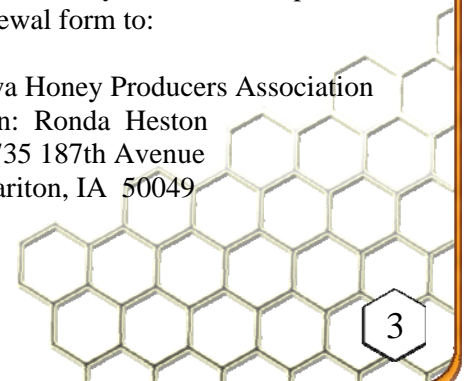 ewal form to:
va Honey Producers Association
n: Ronda Heston
735 187th Avenue
ariton, IA 50049
3